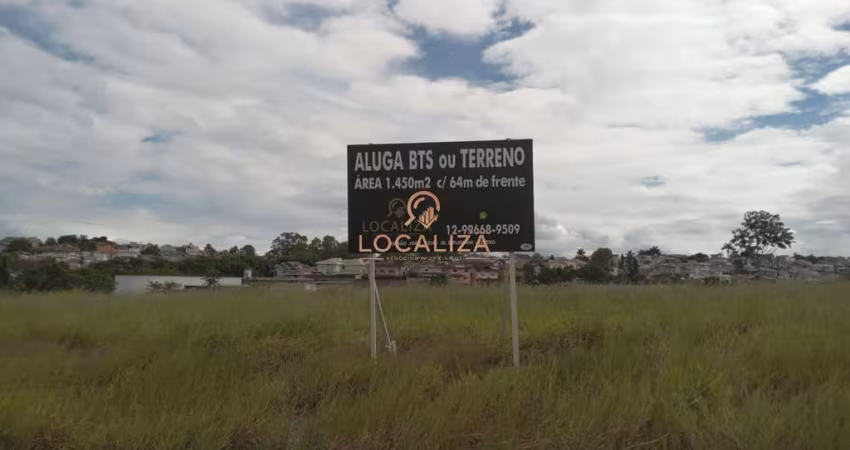 ALUGA BTS ou TERRENO
ÁREA 1.450m2 c/ 64m de frente
12-99668-9509
LOCALIZA
LOCALIZA